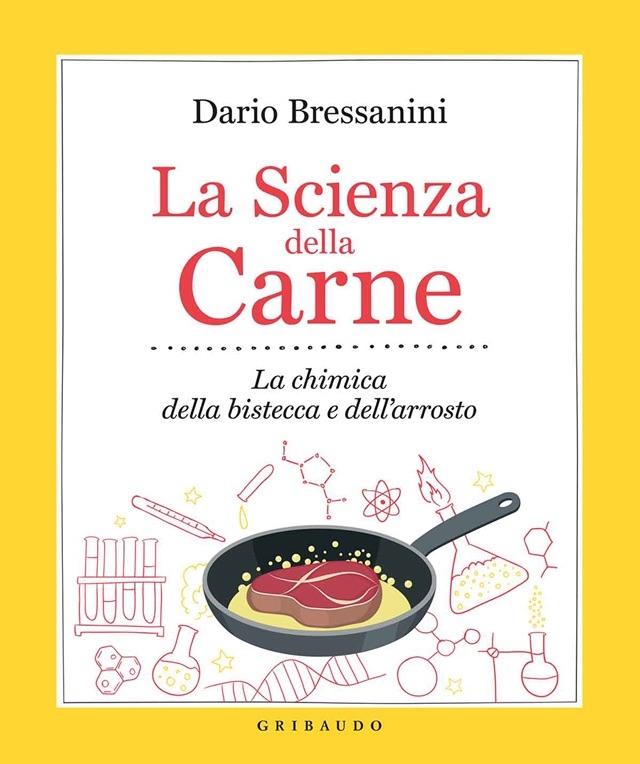 Dario Bressanini
La Scienza
della
Carne
La chimica
della bistecca e dell'arrosto
GRIBAUDO